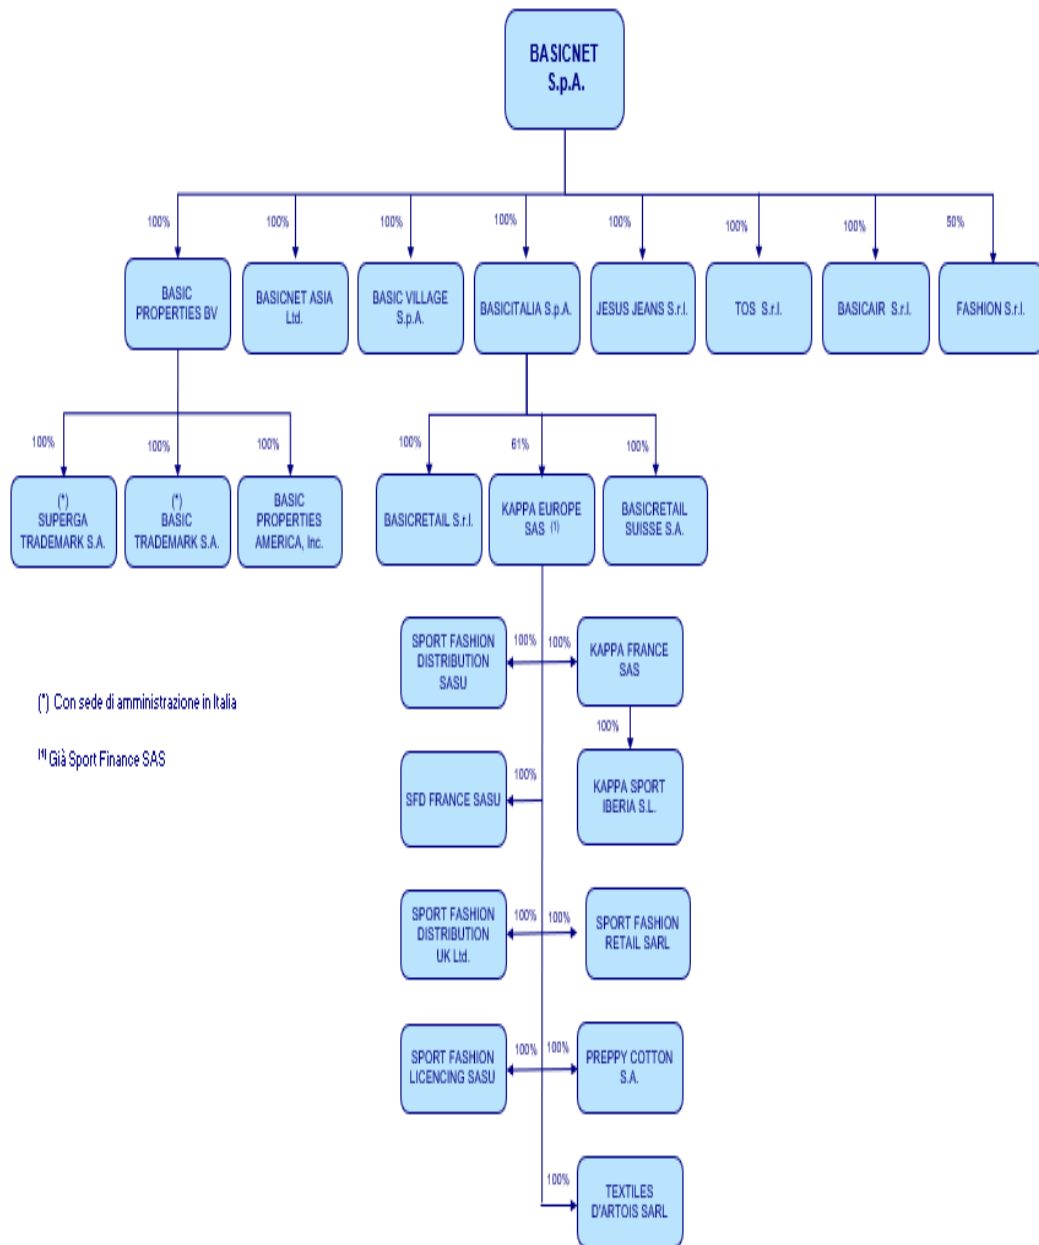 BASICNET
S.p.A.
100%
100%
100%
100%
100%
100%
100%
50%
BASIC
PROPERTIES BV
BASICNET ASIA
Ltd.
BASIC VILLAGE
S.p.A.
BASICITALIA S.p.A.
JESUS JEANS S.r.l.
TOS S.r.l.
BASICAIR S.r.l.
FASHION S.r.l.
100%
100%
100%
100%
61%
100%
(*)
SUPERGA
TRADEMARK S.A.
(*)
BASIC
TRADEMARK S.A.
BASIC
PROPERTIES
AMERICA, Inc.
BASICRETAIL S.r.l.
KAPPA EUROPE
SAS (1)
BASICRETAIL
SUISSE S.A.
SPORT FASHION
DISTRIBUTION
SASU
100%
100%
KAPPA FRANCE
SAS
(*) Con sede di amministrazione in Italia
100%
(1) Già Sport Finance SAS
SFD FRANCE SASU
100%
KAPPA SPORT
IBERIA S.L.
SPORT FASHION
DISTRIBUTION
UK Ltd.
100%
100%
SPORT FASHION
RETAIL SARL
SPORT FASHION
LICENCING SASU
100%
100%
PREPPY COTTON
S.A.
100%
TEXTILES
D'ARTOIS SARL